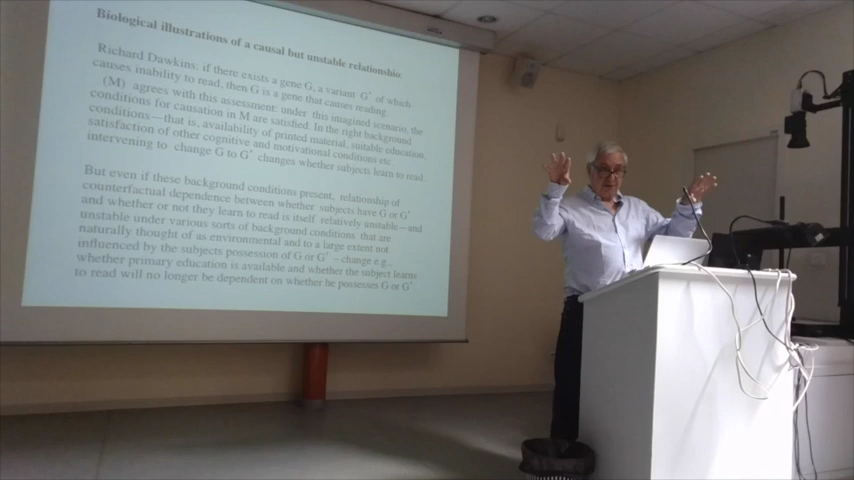 Biological illustrations of a causal but unstable relationship:
Richard Dawkins: if there exists a gene G, a variant G* of which
causes inability to read, then G is a gene that causes reading.
(M) agrees with this assessment: under this imagined scenario, the
conditions for causation in M are satisfied. In the right background
conditions—that is, availability of printed material, suitable education,
satisfaction of other cognitive and motivational conditions etc
intervening to change G to G* changes whether subjects learn to read.
But even if these background conditions present, relationship of
counterfactual dependence between whether subjects have G or G*
and whether or not they learn to read is itself relatively unstable—and
unstable under various sorts of background conditions that are
naturally thought of as environmental and to a large extent not
influenced by the subjects possession of G or G* – change e.g.,
whether primary education is available and whether the subject learns
to read will no longer be dependent on whether he possesses G or G*